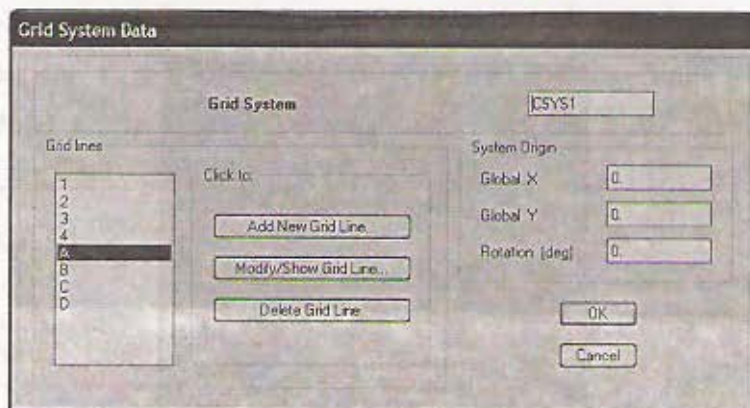 Grid System Data
Grid System
CSYS1
Grid lines
1
2
3
4
A
B
C
D
Click to:
Add New Grid Line...
Modify/Show Grid Line...
Delete Grid Line
System Origin
Global X
0.
Global Y
0.
Rotation (deg)
0.
OK
Cancel